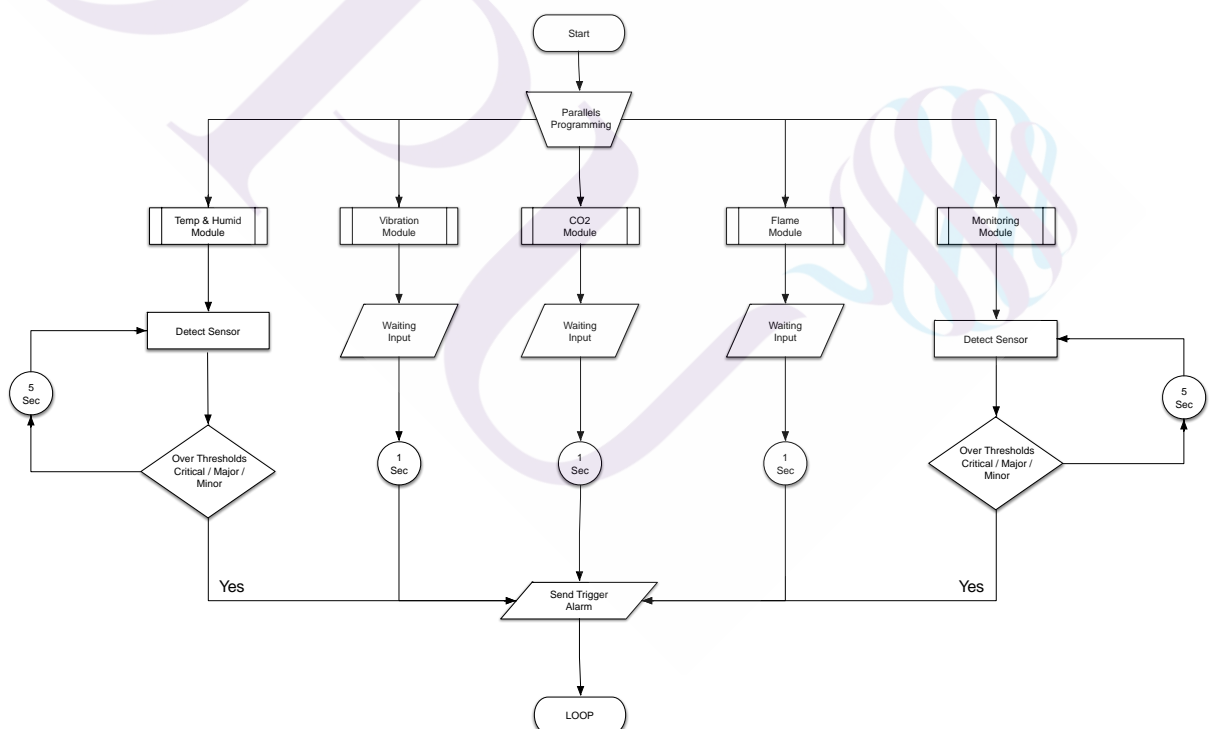 Start
Parallels
Programming
Temp & Humid
Module
Vibration
Module
CO2
Module
Flame
Module
Monitoring
Module
Detect Sensor
Waiting
Input
Waiting
Input
Waiting
Input
Detect Sensor
5
Sec
5
Sec
Over Thresholds
Critical / Major /
Minor
1
Sec
1
Sec
1
Sec
Over Thresholds
Critical / Major /
Minor
Yes
Send Trigger
Alarm
Yes
LOOP